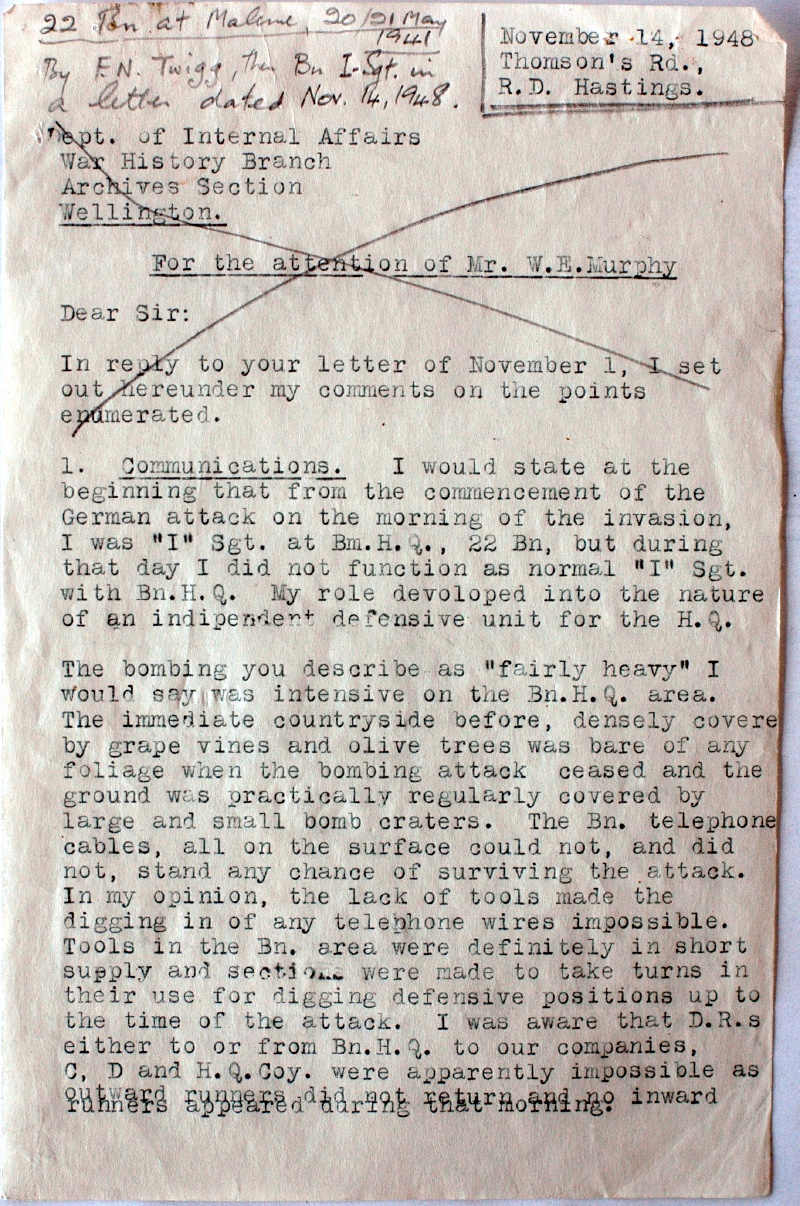 22 Bn at Maleme, 20/21 May
1941
By F.N. Twigg, then Bn I-Sgt. in
a letter dated Nov. 14, 1948.
November 14, 1948
Thomson's Rd.,
R.D. Hastings.
Dept. of Internal Affairs
War History Branch
Archives Section
Wellington.
For the attention of Mr. W.E.Murphy
Dear Sir:
In reply to your letter of November 1, I set
out hereunder my comments on the points
enumerated.
1. Communications. I would state at the
beginning that from the commencement of the
German attack on the morning of the invasion,
I was "I" Sgt. at Bm.H.Q., 22 Bn, but during
that day I did not function as normal "I" Sgt.
with Bn.H.Q. My role devoloped into the nature
of an indipendent defensive unit for the H.Q.
The bombing you describe as "fairly heavy" I
would say was intensive on the Bn.H.Q. area.
The immediate countryside before, densely covere
by grape vines and olive trees was bare of any
foliage when the bombing attack ceased and the
ground was practically regularly covered by
large and small bomb craters. The Bn. telephone
cables, all on the surface could not, and did
not, stand any chance of surviving the attack.
In my opinion, the lack of tools made the
digging in of any telephone wires impossible.
Tools in the Bn. area were definitely in short
supply and sections were made to take turns in
their use for digging defensive positions up to
the time of the attack. I was aware that D.R.s
either to or from Bn.H.Q. to our companies,
C, D and H.Q.Coy. were apparently impossible as
outward runners did not return and no inward
runners appeared during that morning.